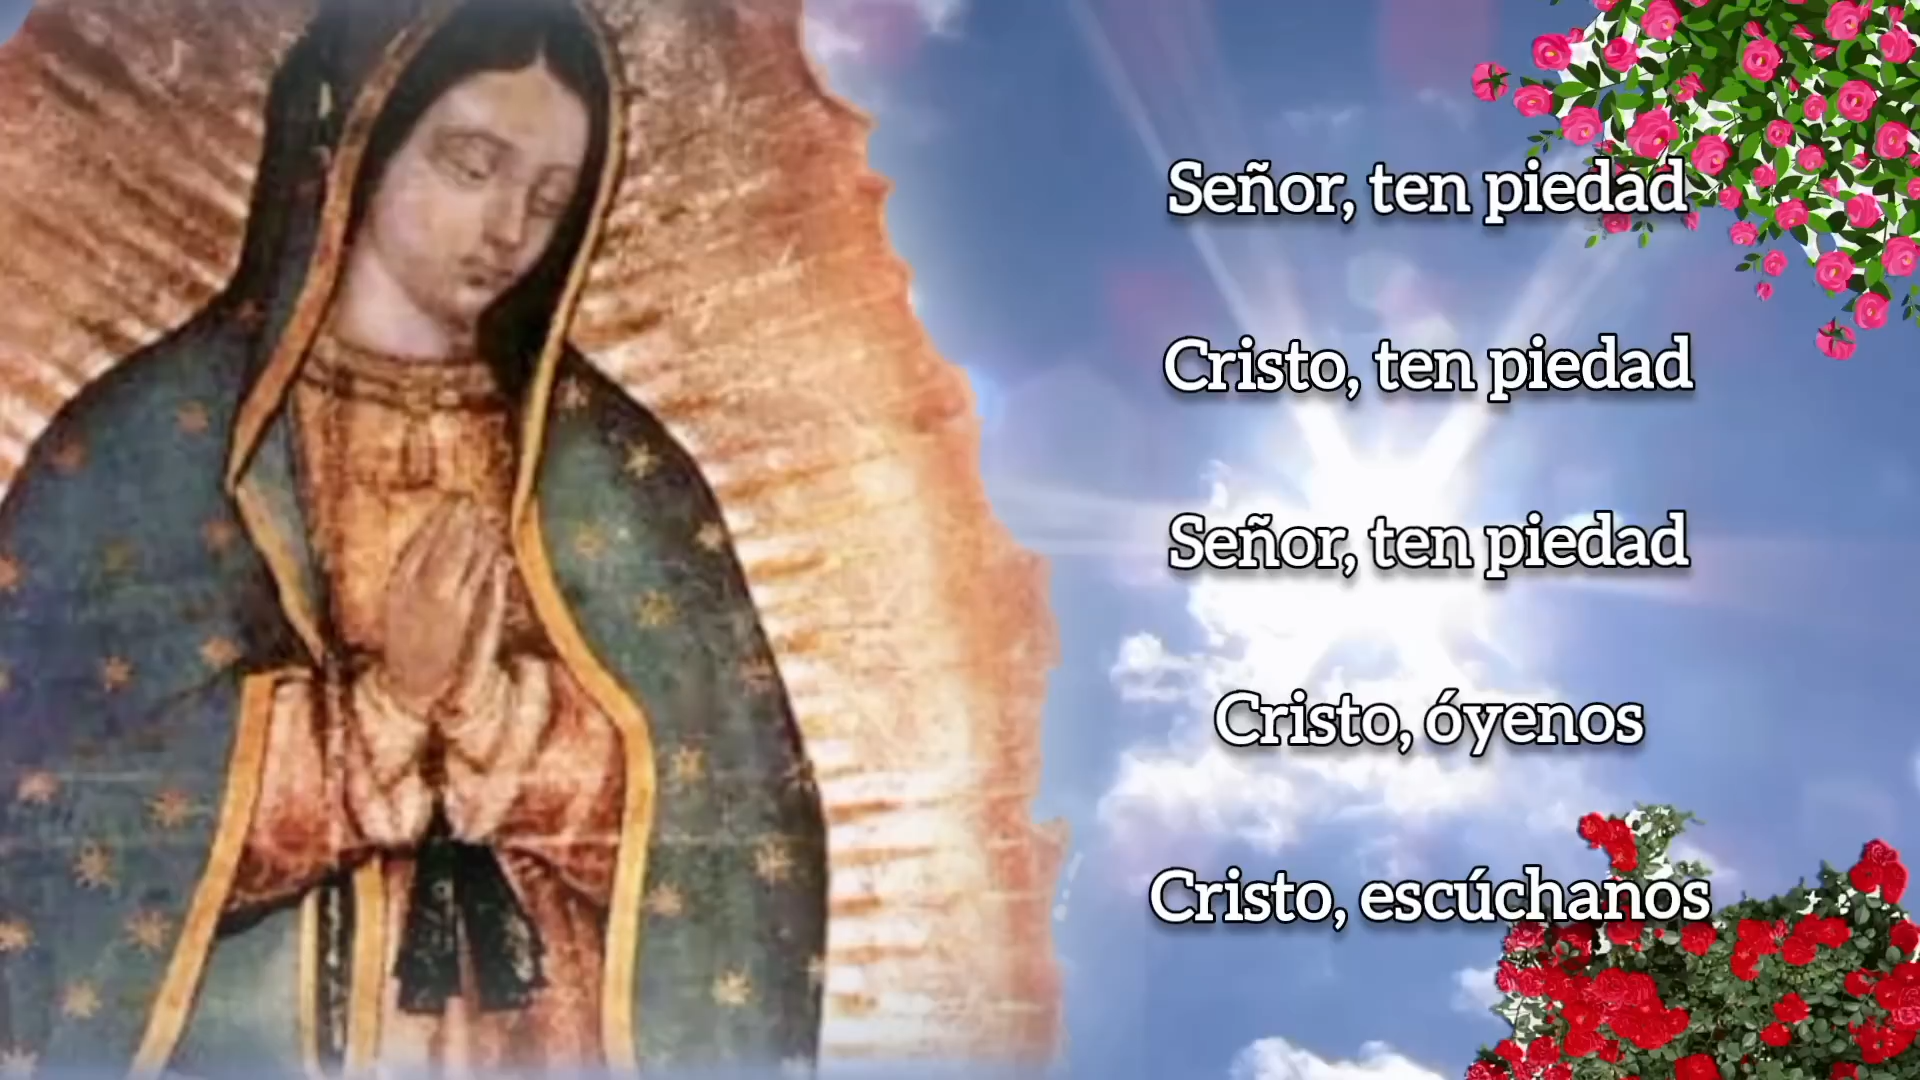 Señor, ten piedad
Cristo, ten piedad
Señor, ten piedad
Cristo, óyenos
Cristo, escúchanos